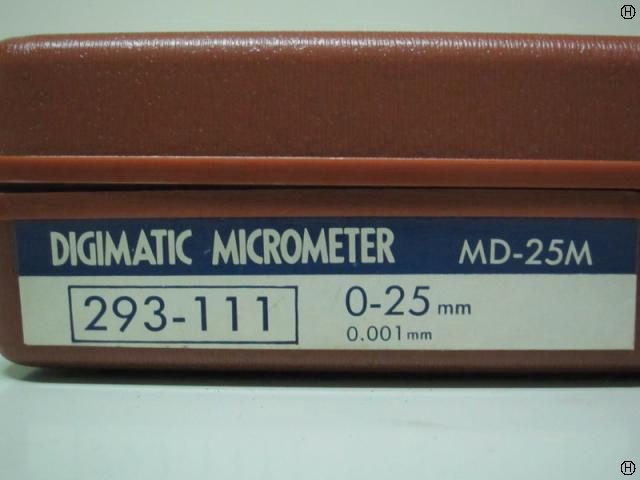 H
DIGIMATIC MICROMETER MD-25M
293-111 0-25 mm
0.001 mm
H